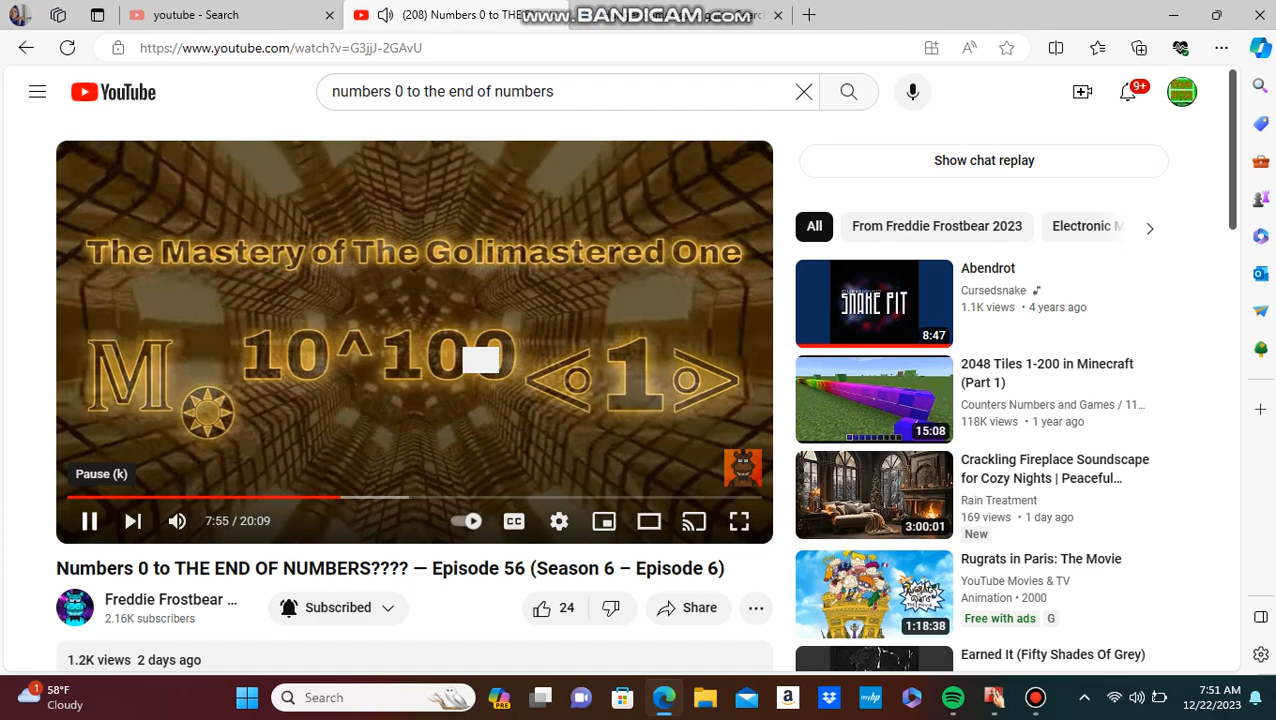 youtube - Search
(208) Numbers 0 to THE
www.BANDICAM.com
https://www.youtube.com/watch?v=G3jjJ-2GAvU
YouTube
numbers 0 to the end of numbers
9+
The Mastery of The Golimastered One
10^100
<1>
Pause (k)
7:55 / 20:09
CC
Numbers 0 to THE END OF NUMBERS???? — Episode 56 (Season 6 – Episode 6)
Freddie Frostbear ...
2.16K subscribers
Subscribed
24
Share
1.2K views 2 days ago
Show chat replay
All
From Freddie Frostbear 2023
Electronic M
SNAKE PIT
8:47
Abendrot
Cursedsnake
1.1K views • 4 years ago
15:08
2048 Tiles 1-200 in Minecraft
(Part 1)
Counters Numbers and Games / 11...
118K views • 1 year ago
3:00:01
Crackling Fireplace Soundscape
for Cozy Nights | Peaceful...
Rain Treatment
169 views • 1 day ago
New
1:18:38
Rugrats in Paris: The Movie
YouTube Movies & TV
Animation • 2000
Free with ads G
Earned It (Fifty Shades Of Grey)
1
58°F
Cloudy
Search
PRE
myhp
7:51 AM
12/22/2023